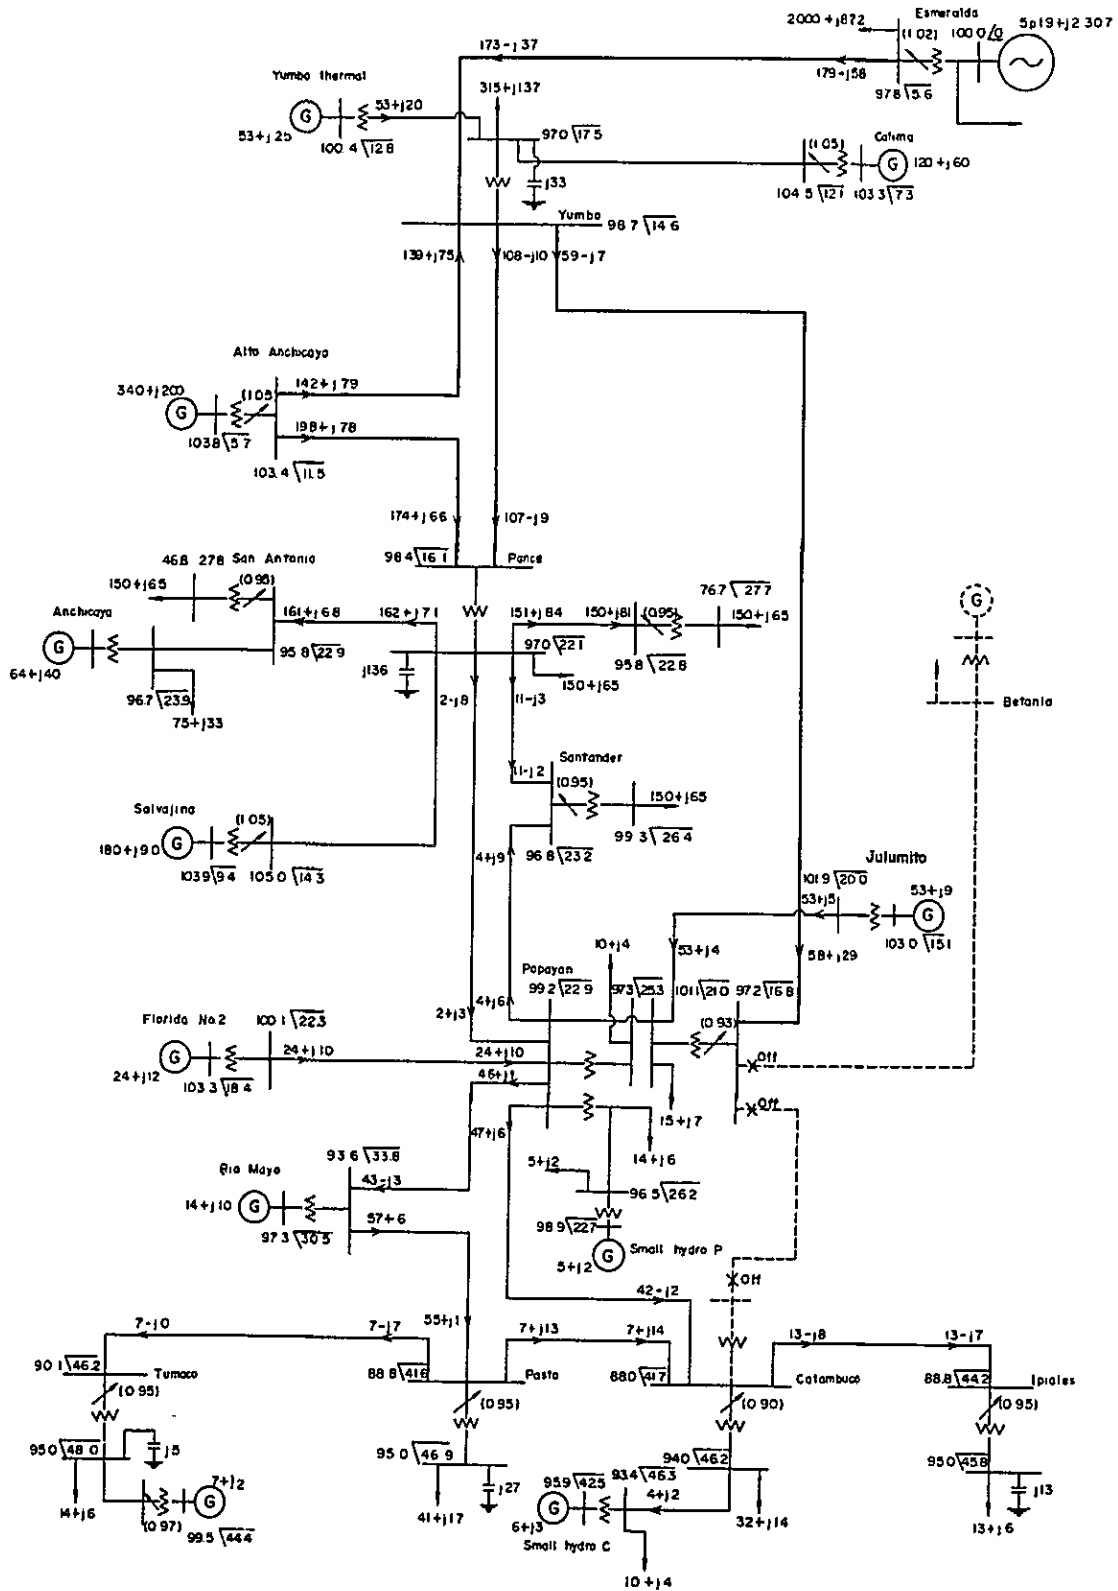 Esmeralda
2000+j872
(1.02)
100.0/0
5p19+j2307
173-j37
179-j58
97.8 5.6
Yumbo thermal
53+j20
315+j137
53+j25
100.4 12.8
97.0 17.5
Calima
(1.05)
120+j60
104.5 12.1
103.3 7.3
j33
Yumbo
98.7 14.6
139+j75
108-j10
59-j7
Alto Anchicaya
340+j200
(1.05
142+j79
103.8 5.7
198+j78
103.4 11.5
174+j66
107-j9
98.4 16.1
Pance
46.8 27.8
San Antonio
150+j65
(0.95)
Anchicaya
161+j68
162+j71
64+j40
95.8 22.9
96.7 23.9
75+j33
j136
97.0 22.1
151+j84
150+j81
(0.95)
76.7 27.7
150+j65
95.8 22.8
150+j65
2-j8
11-j3
G
Betania
11-j2
Santander
(0.95)
150+j65
99.3 26.4
96.8 23.2
4+j9
Salvajina
(1.05)
180+j90
103.9 9.4
105.0 14.3
Julumito
101.9 20.0
53+j9
53+j5
103.0 15.1
53+j4
58+j29
10+j4
Popayan
99.2 22.9
97.3 25.3
101.1 21.0
97.2 16.8
4+j6
2+j3
(0.93)
Florida No.2
100.1 22.3
24+j10
24+j10
24+j12
103.3 18.4
46+j1
Off
Off
15+j7
47+j6
14+j6
5+j2
96.5 26.2
98.9 22.7
Small hydro P
5+j2
Rio Mayo
93.6 33.8
43-j3
14+j10
97.3 30.5
57+6
Off
42-j2
55+j1
7-j0
7-j7
7+j13
7+j14
13-j8
13-j7
90.1 46.2
Tumaco
88.8 41.6
Pasto
88.0 41.7
Catambuco
88.8 44.2
Ipiales
(0.95)
(0.95)
(0.90)
(0.95)
95.0 48.0
j5
95.0 46.9
j27
94.0 46.2
95.0 45.8
j13
14+j6
7+j2
(0.97)
99.5 44.4
41+j17
95.9 42.5
93.4 46.3
4+j2
6+j3
Small hydro C
32+j14
13+j6
10+j4